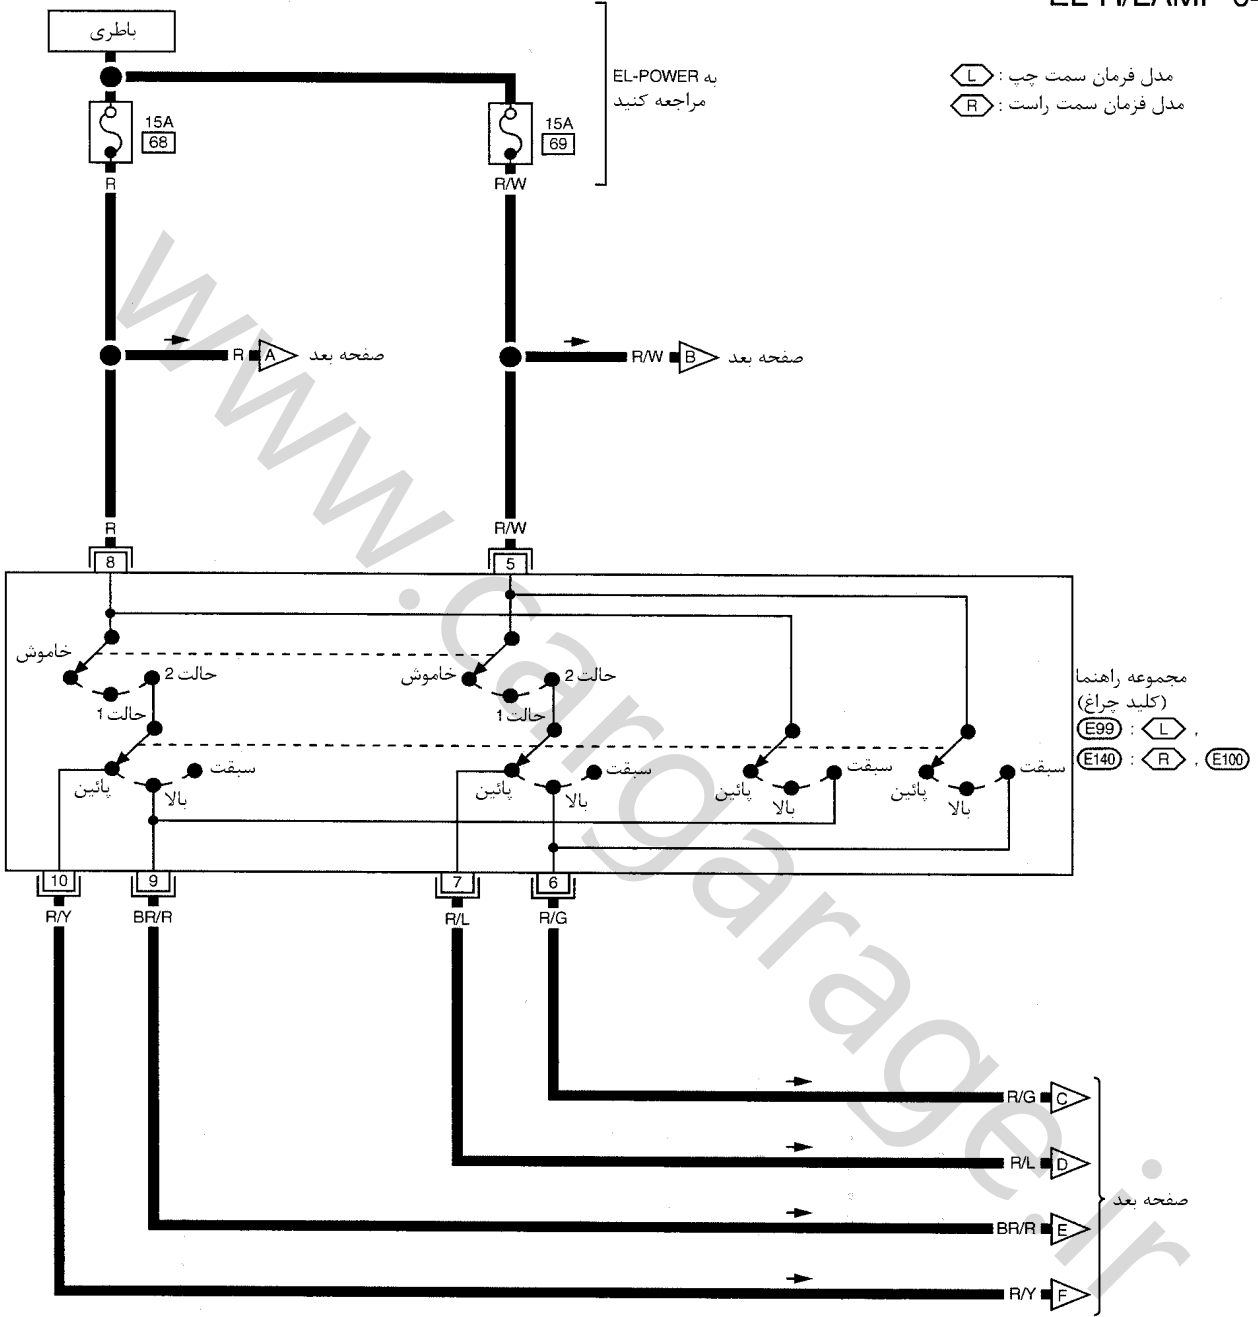 باطری
به EL-POWER
مراجعه کنید
مدل فرمان سمت چپ : L
مدل فزمان سمت راست : R
15A
68
15A
69
R
R/W
R
A
صفحه بعد
R/W
B
صفحه بعد
R
R/W
8
5
خاموش
حالت 2
حالت 1
خاموش
حالت 2
حالت 1
مجموعه راهنما
(کلید چراغ)
E99 : L ,
E140 : R , E100
پائین
بالا
سبقت
پائین
بالا
سبقت
پائین
بالا
سبقت
پائین
بالا
سبقت
10
9
7
6
R/Y
BR/R
R/L
R/G
R/G
C
R/L
D
صفحه بعد
BR/R
E
R/Y
F
www.cargarage.ir